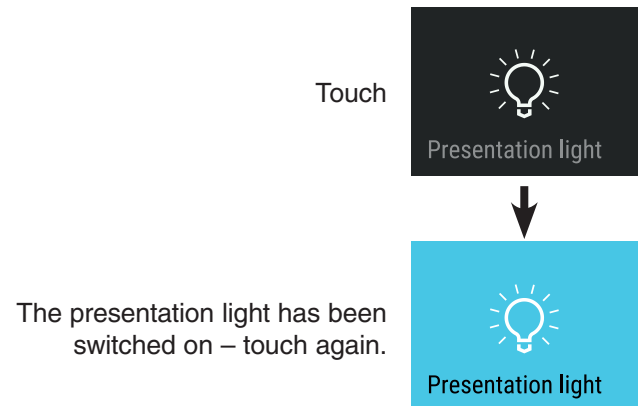 Touch
Presentation light
The presentation light has been
switched on – touch again.
Presentation light